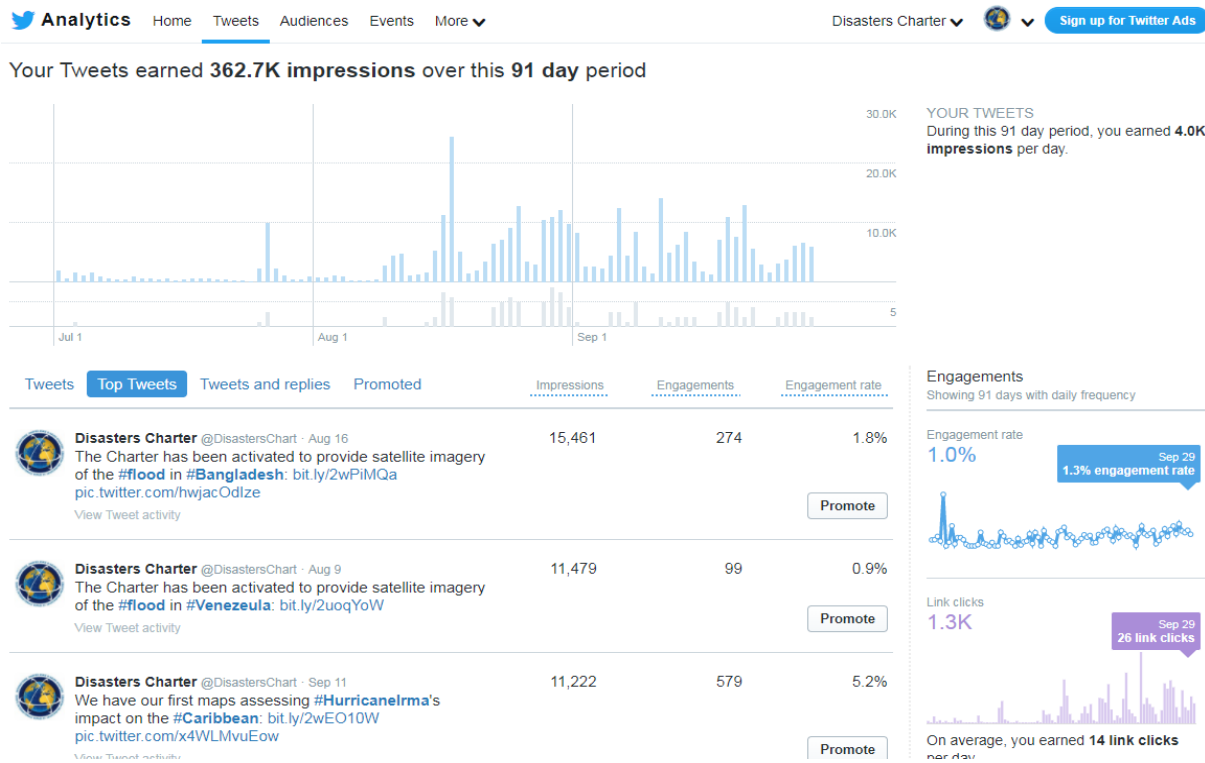 Analytics Home Tweets Audiences Events More Disasters Charter Sign up for Twitter Ads
Your Tweets earned 362.7K impressions over this 91 day period
30.0K
20.0K
10.0K
5
Jul 1 Aug 1 Sep 1
YOUR TWEETS
During this 91 day period, you earned 4.0K
impressions per day.
Tweets Top Tweets Tweets and replies Promoted Impressions Engagements Engagement rate
Disasters Charter @DisastersChart · Aug 16 15,461 274 1.8%
The Charter has been activated to provide satellite imagery
of the #flood in #Bangladesh: bit.ly/2wPiMQa
pic.twitter.com/hwjacOdIze
View Tweet activity
Promote
Disasters Charter @DisastersChart · Aug 9 11,479 99 0.9%
The Charter has been activated to provide satellite imagery
of the #flood in #Venezeula: bit.ly/2uoqYoW
View Tweet activity
Promote
Disasters Charter @DisastersChart · Sep 11 11,222 579 5.2%
We have our first maps assessing #HurricaneIrma's
impact on the #Caribbean: bit.ly/2wEO10W
pic.twitter.com/x4WLMvuEow
View Tweet activity
Promote
Engagements
Showing 91 days with daily frequency
Engagement rate
1.0%
Sep 29
1.3% engagement rate
Link clicks
1.3K
Sep 29
26 link clicks
On average, you earned 14 link clicks
per day